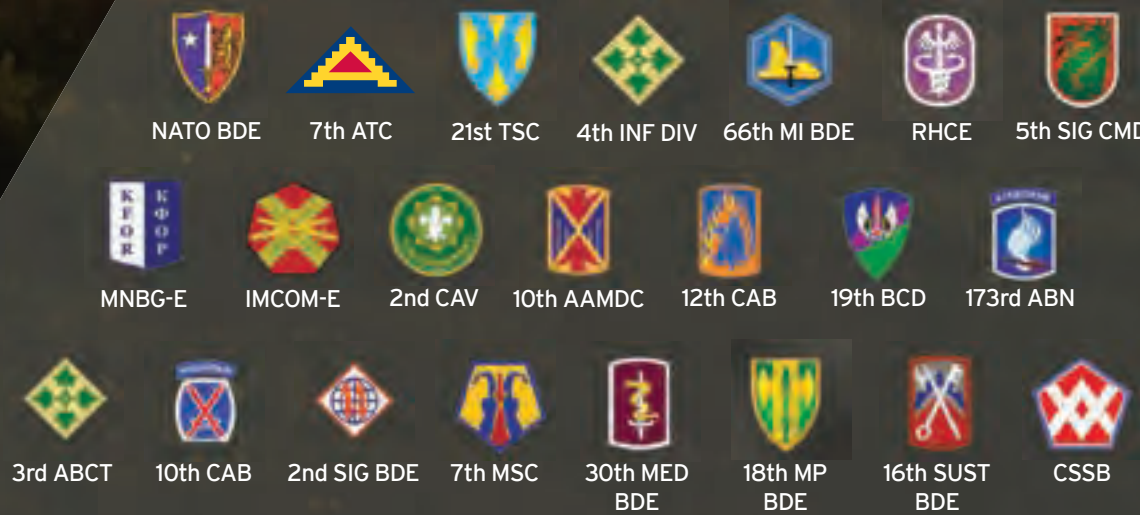 NATO BDE 7th ATC 21st TSC 4th INF DIV 66th MI BDE RHCE 5th SIG CMD
KFOR КФОР
MNBG-E IMCOM-E 2nd CAV 10th AAMDC 12th CAB 19th BCD 173rd ABN
3rd ABCT 10th CAB 2nd SIG BDE 7th MSC 30th MED BDE 18th MP BDE 16th SUST BDE CSSB